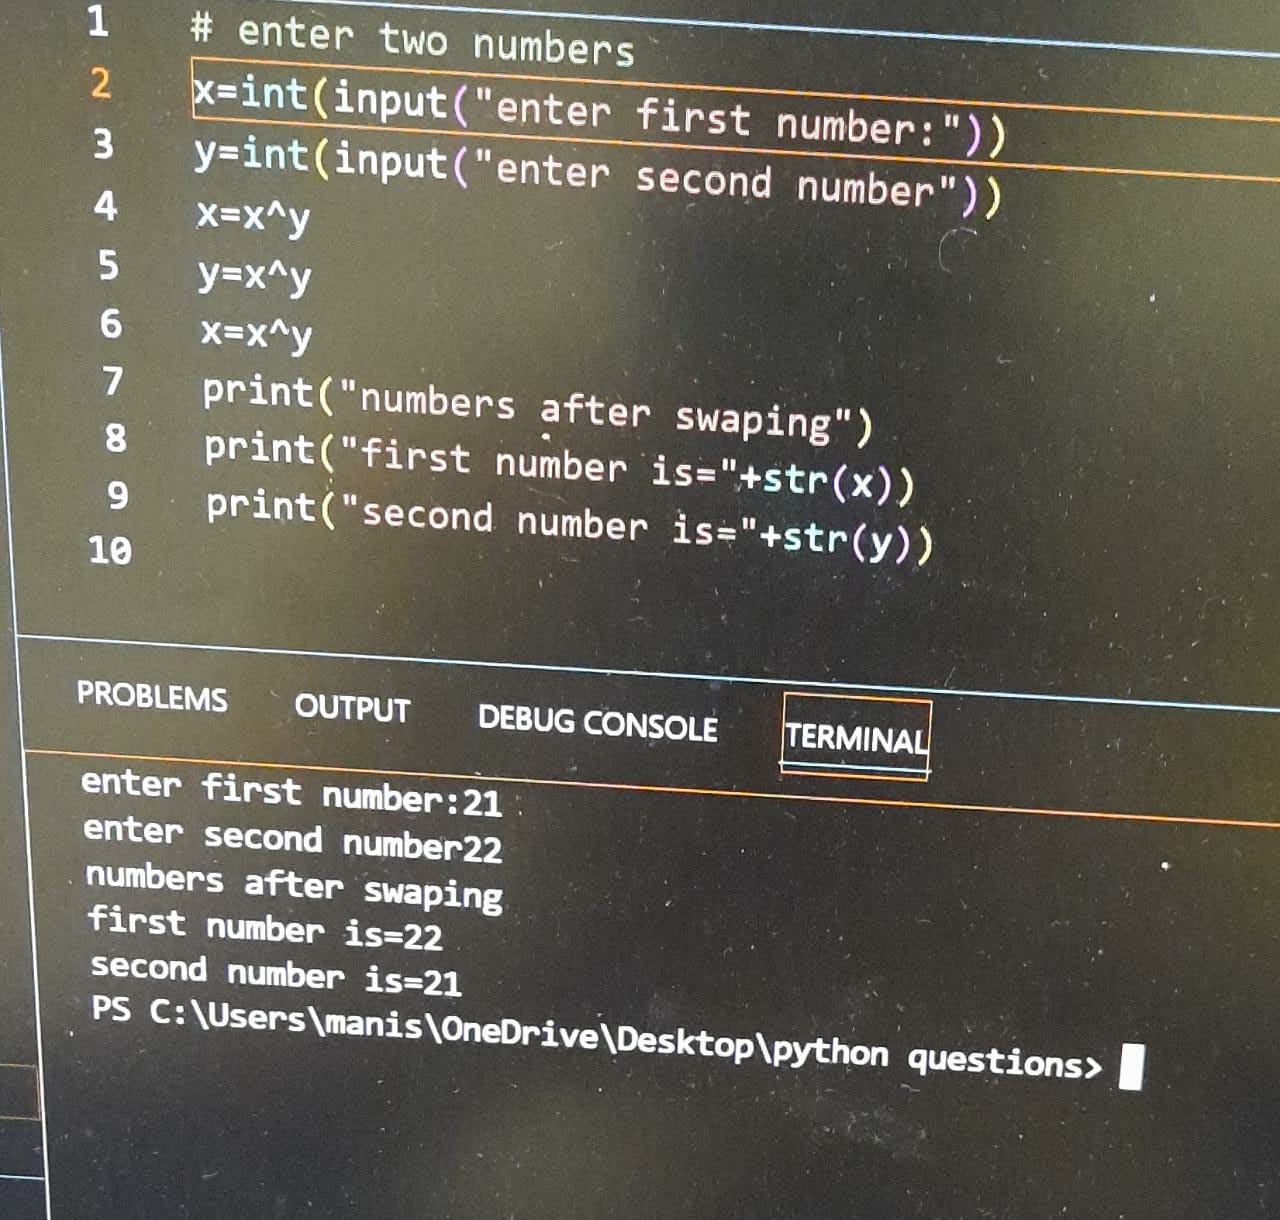 1 # enter two numbers
2 x=int(input("enter first number:"))
3 y=int(input("enter second number"))
4 x=x^y
5 y=x^y
6 x=x^y
7 print("numbers after swaping")
8 print("first number is="+str(x))
9 print("second number is="+str(y))
10
PROBLEMS OUTPUT DEBUG CONSOLE TERMINAL
enter first number:21
enter second number22
numbers after swaping
first number is=22
second number is=21
PS C:\Users\manis\OneDrive\Desktop\python questions>